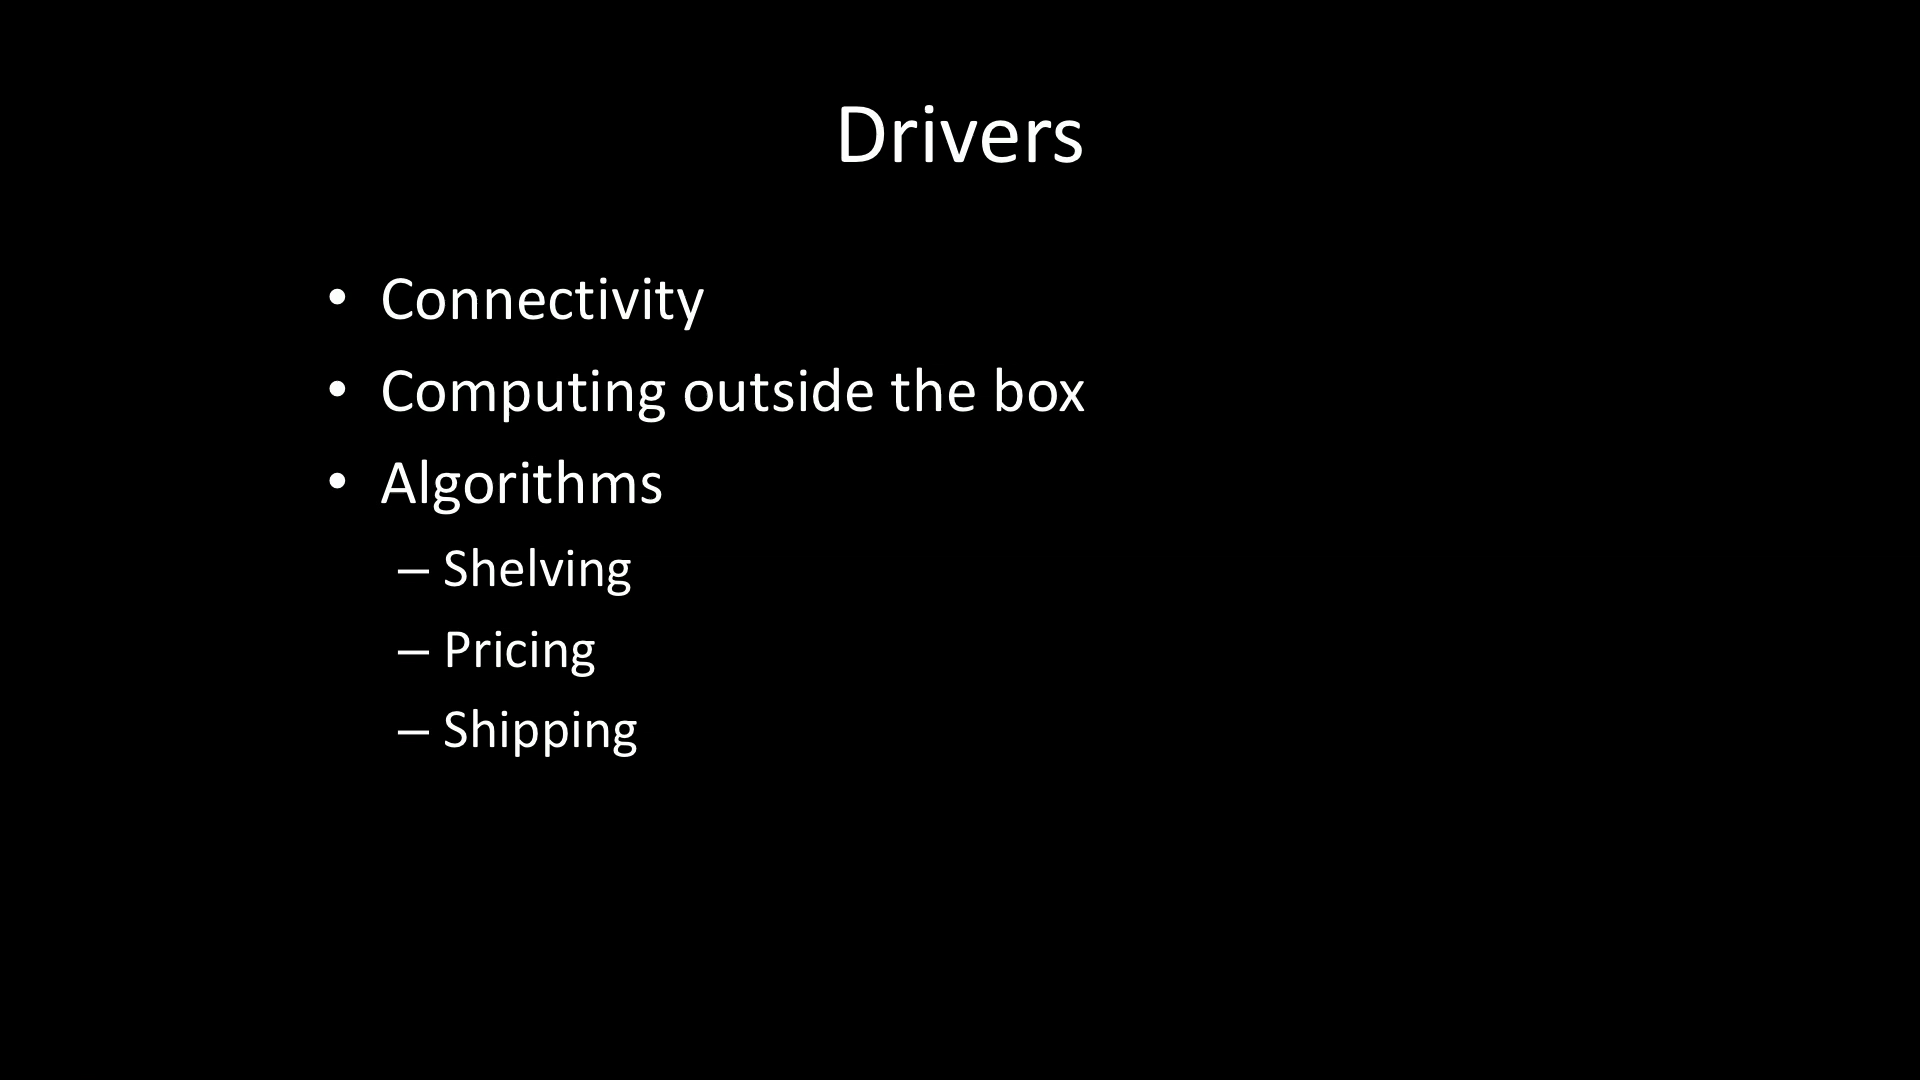 Drivers
• Connectivity
• Computing outside the box
• Algorithms
– Shelving
– Pricing
– Shipping